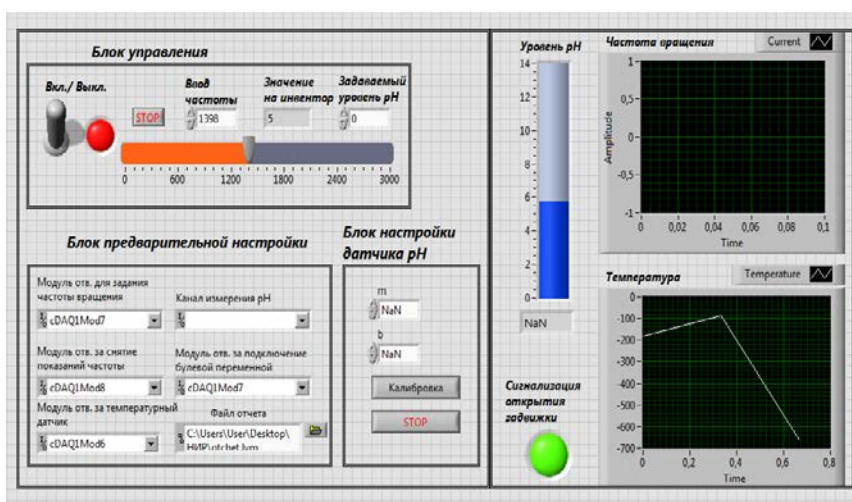 Блок управления
Вкл./ Выкл.
STOP
Ввод
частоты
1398
Значение
на инвентор
5
Задаваемый
уровень pH
0
0 600 1200 1800 2400 3000
Блок предварительной настройки
Модуль отв. для задания
частоты вращения
cDAQ1Mod7
Канал измерения pH
Модуль отв. за снятие
показаний частоты
cDAQ1Mod8
Модуль отв. за подключение
булевой переменной
cDAQ1Mod7
Модуль отв. за температурный
датчик
cDAQ1Mod6
Файл отчета
C:\Users\User\Desktop\
НИР\otchet.lvm
Блок настройки
датчика pH
m
NaN
b
NaN
Калибровка
STOP
Уровень pH
14
12
10
8
6
4
2
0
NaN
Сигнализация
открытия
задвижки
Частота вращения
Current
Amplitude
1
0,5
0
-0,5
-1
0 0,02 0,04 0,06 0,08 0,1
Time
Температура
Temperature
0
-100
-200
-300
-400
-500
-600
-700
0 0,2 0,4 0,6 0,8
Time